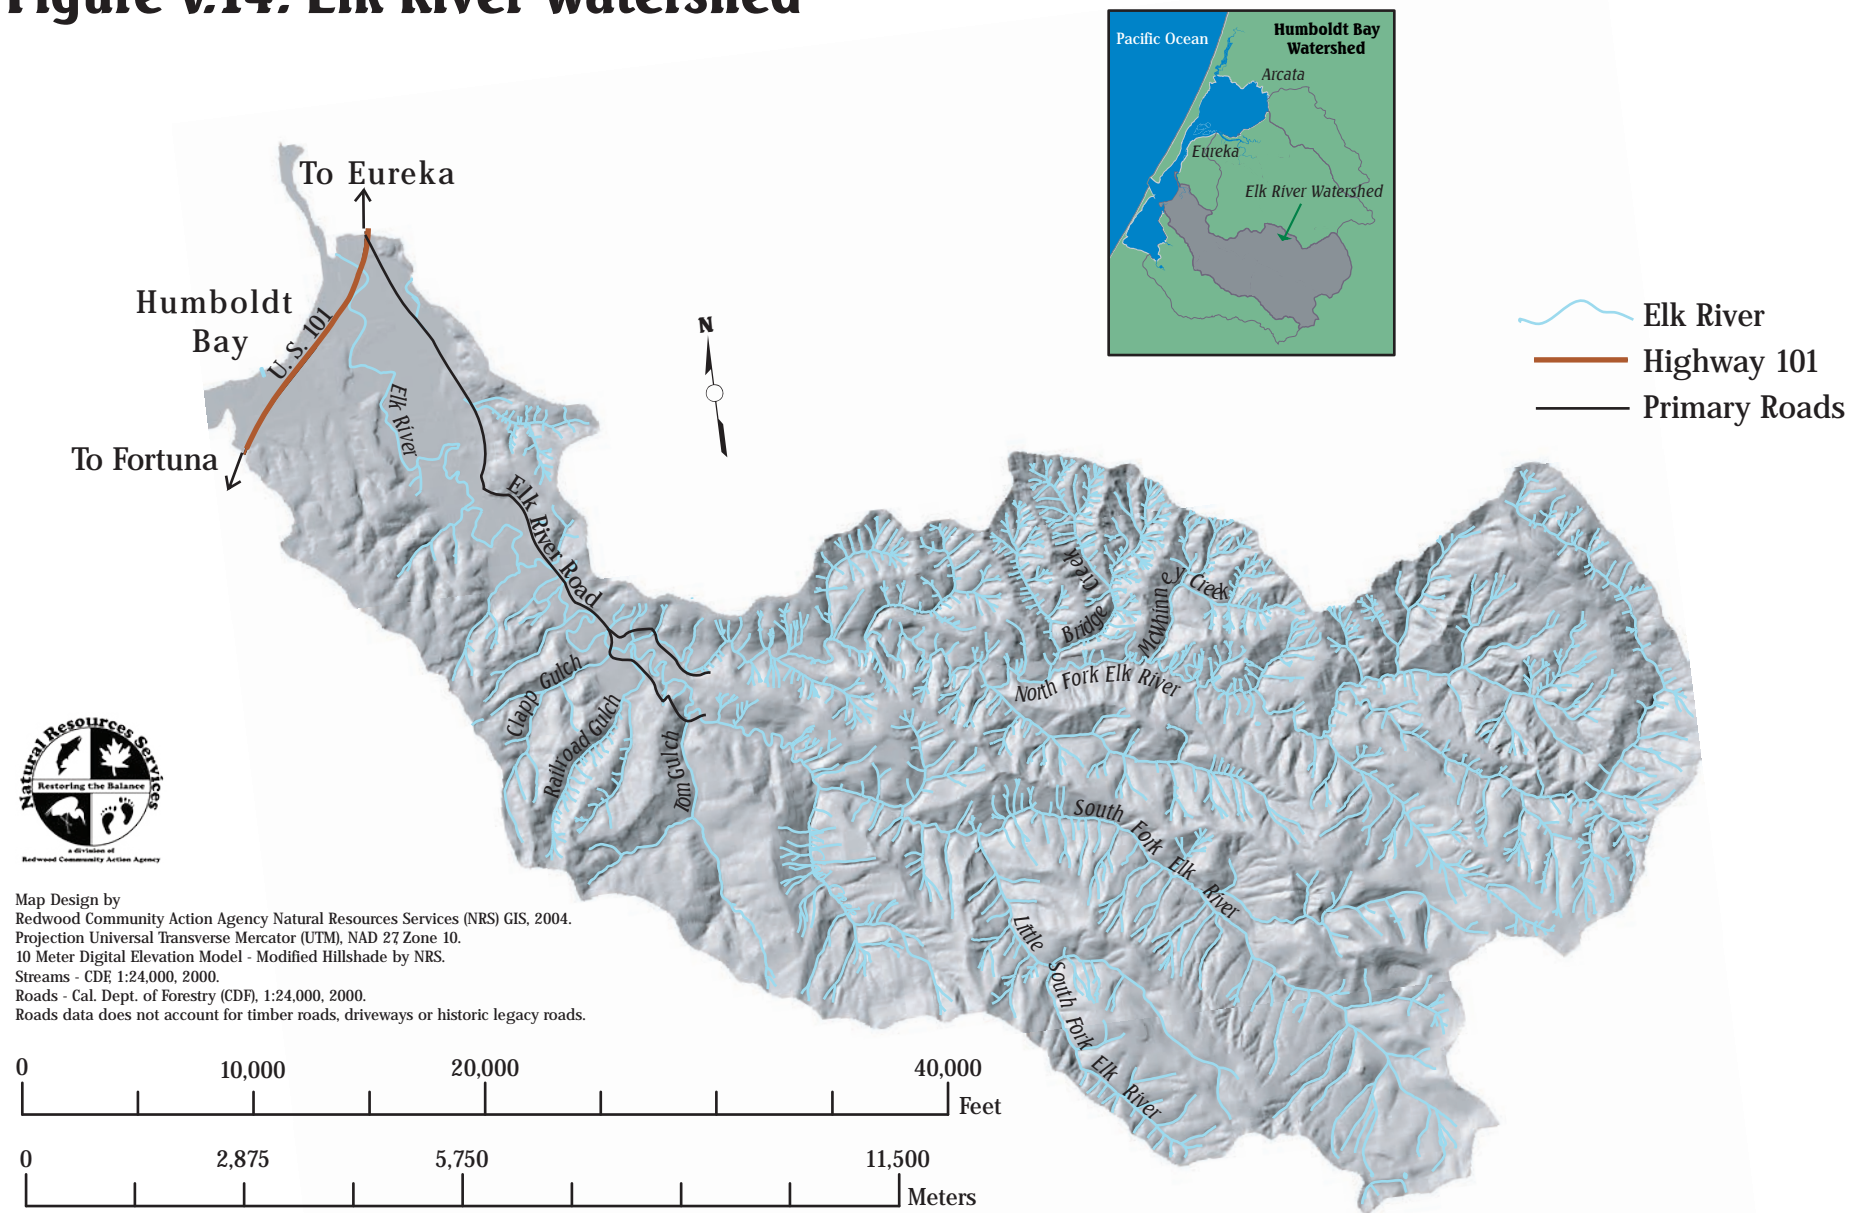 Figure V.14. Elk River Watershed
Pacific Ocean
Humboldt Bay
Watershed
Arcata
Eureka
Elk River Watershed
To Eureka
Humboldt
Bay
U. S. 101
To Fortuna
N
Elk River
Highway 101
Primary Roads
Elk River
Elk River Road
Clapp Gulch
Railroad Gulch
Tom Gulch
Bridge Creek
McWhinney Creek
North Fork Elk River
South Fork Elk River
Little South Fork Elk River
Natural Resources Services
Restoring the Balance
a division of
Redwood Community Action Agency
Map Design by
Redwood Community Action Agency Natural Resources Services (NRS) GIS, 2004.
Projection Universal Transverse Mercator (UTM), NAD 27, Zone 10.
10 Meter Digital Elevation Model - Modified Hillshade by NRS.
Streams - CDF, 1:24,000, 2000.
Roads - Cal. Dept. of Forestry (CDF), 1:24,000, 2000.
Roads data does not account for timber roads, driveways or historic legacy roads.
0 10,000 20,000 40,000
Feet
0 2,875 5,750 11,500
Meters